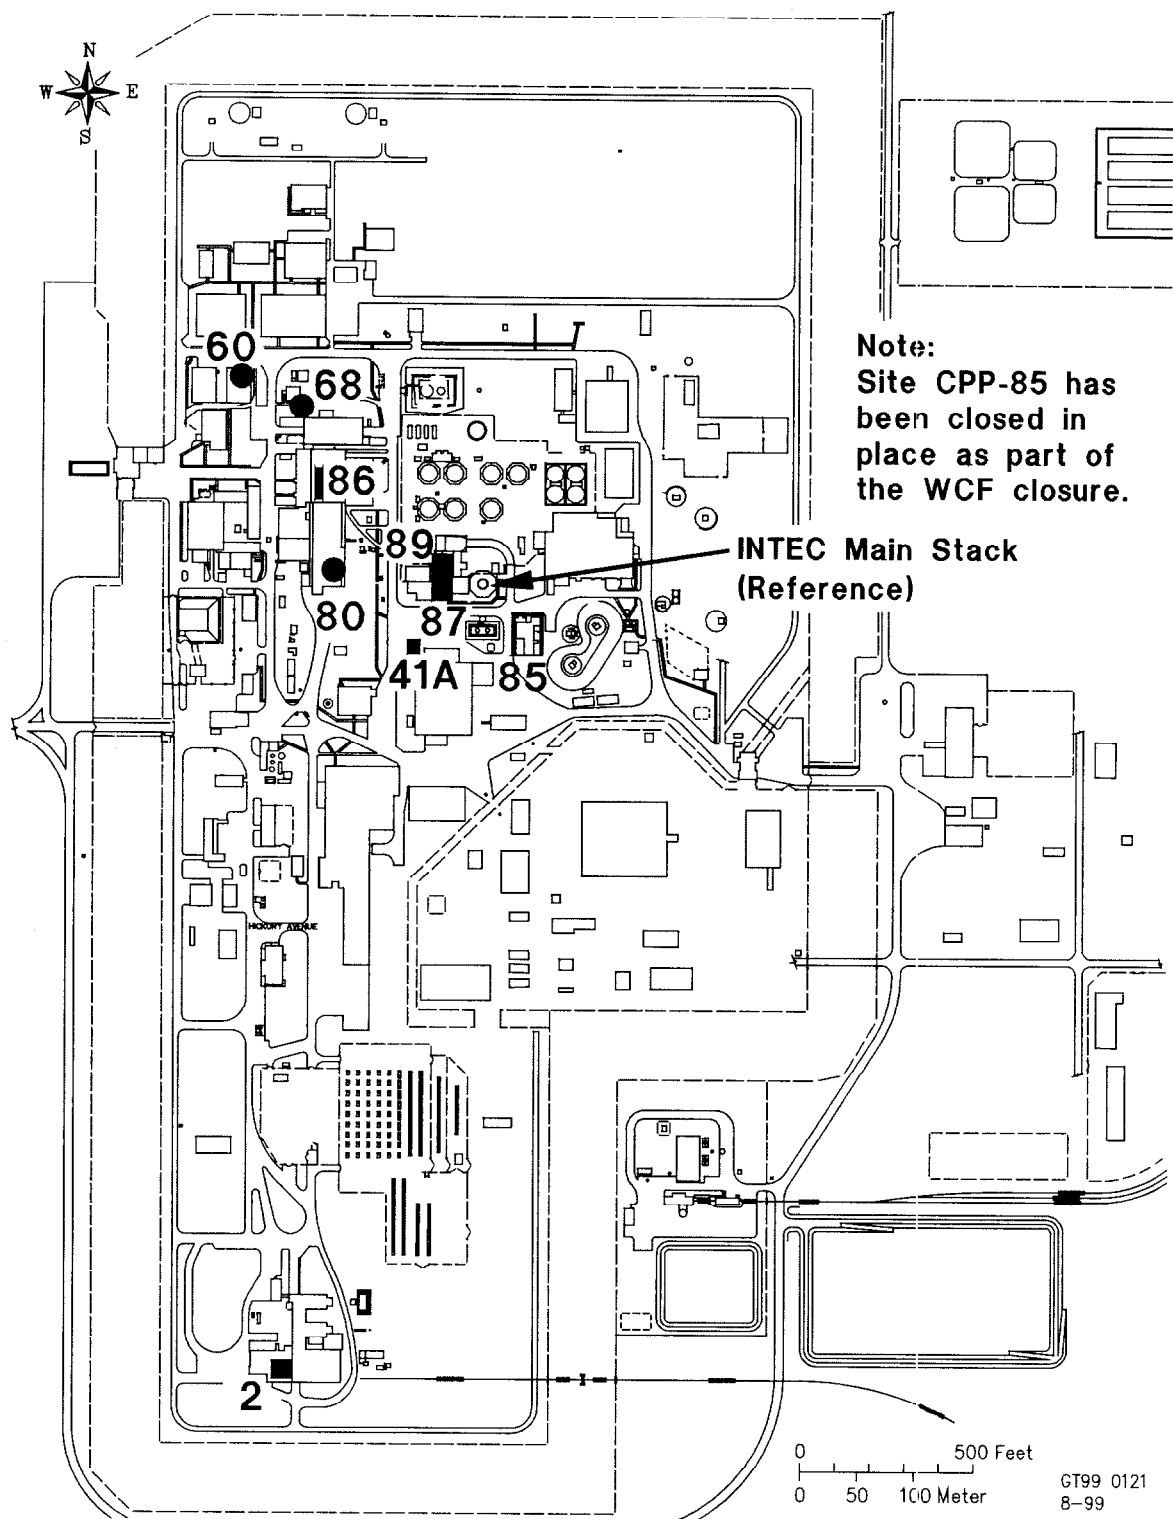 N
W E
S
60
68
Note:
Site CPP-85 has
been closed in
place as part of
the WCF closure.
86
89
INTEC Main Stack
(Reference)
80
87
41A
85
HICKORY AVENUE
2
0 500 Feet
0 50 100 Meter
GT99 0121
8-99